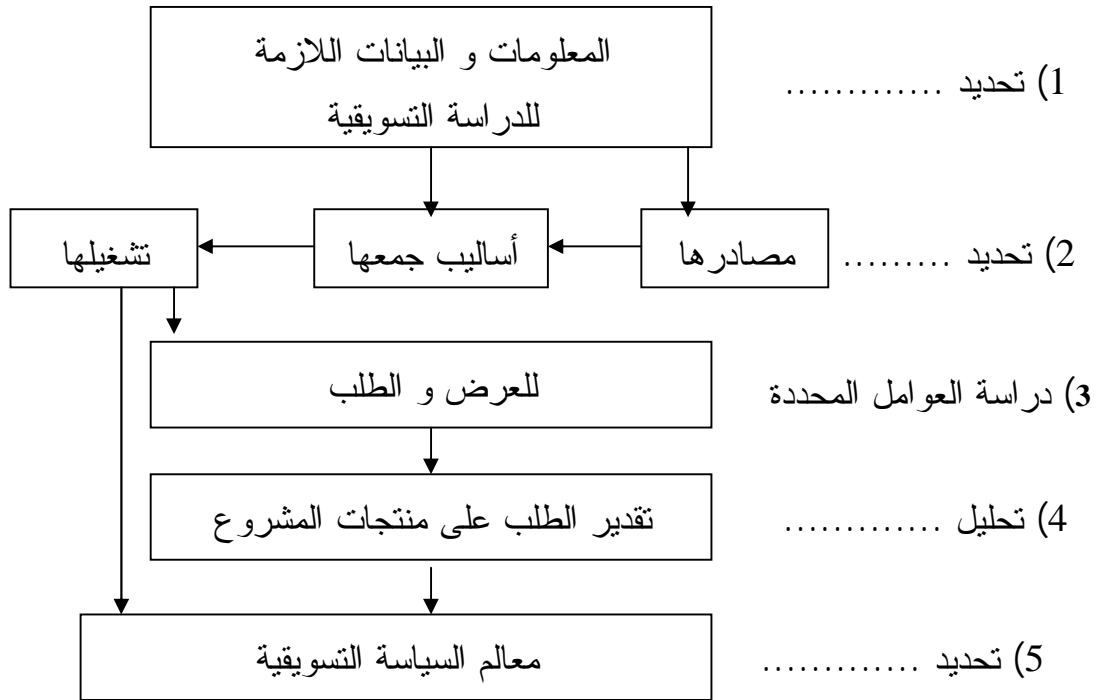 1) تحديد .............
المعلومات و البيانات اللازمة
للدراسة التسويقية
2) تحديد .........
مصادرها
أساليب جمعها
تشغيلها
3) دراسة العوامل المحددة
للعرض و الطلب
4) تحليل .............
تقدير الطلب على منتجات المشروع
5) تحديد .............
معالم السياسة التسويقية